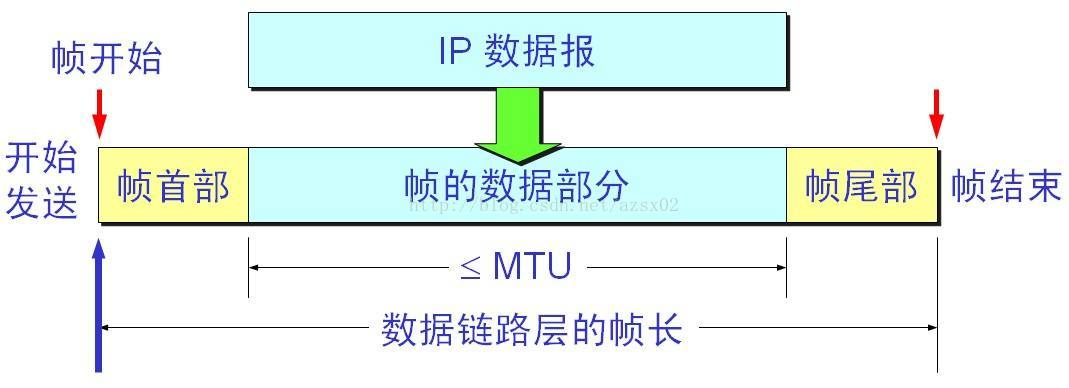 IP 数据报
帧开始
开始
发送
帧首部
帧的数据部分
帧尾部
帧结束
http://blog.csdn.net/azsx02
≤ MTU
数据链路层的帧长